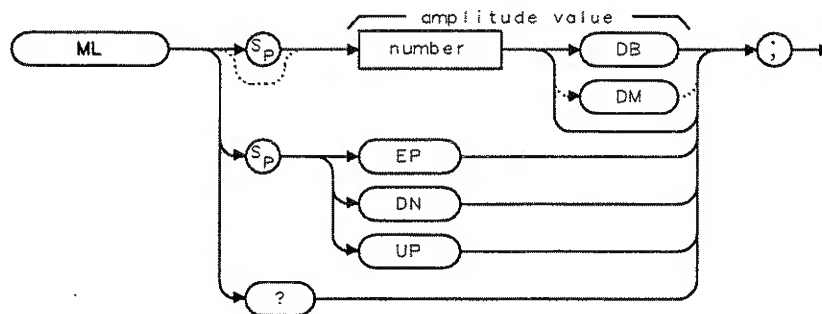 amplitude value
ML SP number DB ;
DM
SP EP
DN
UP
?